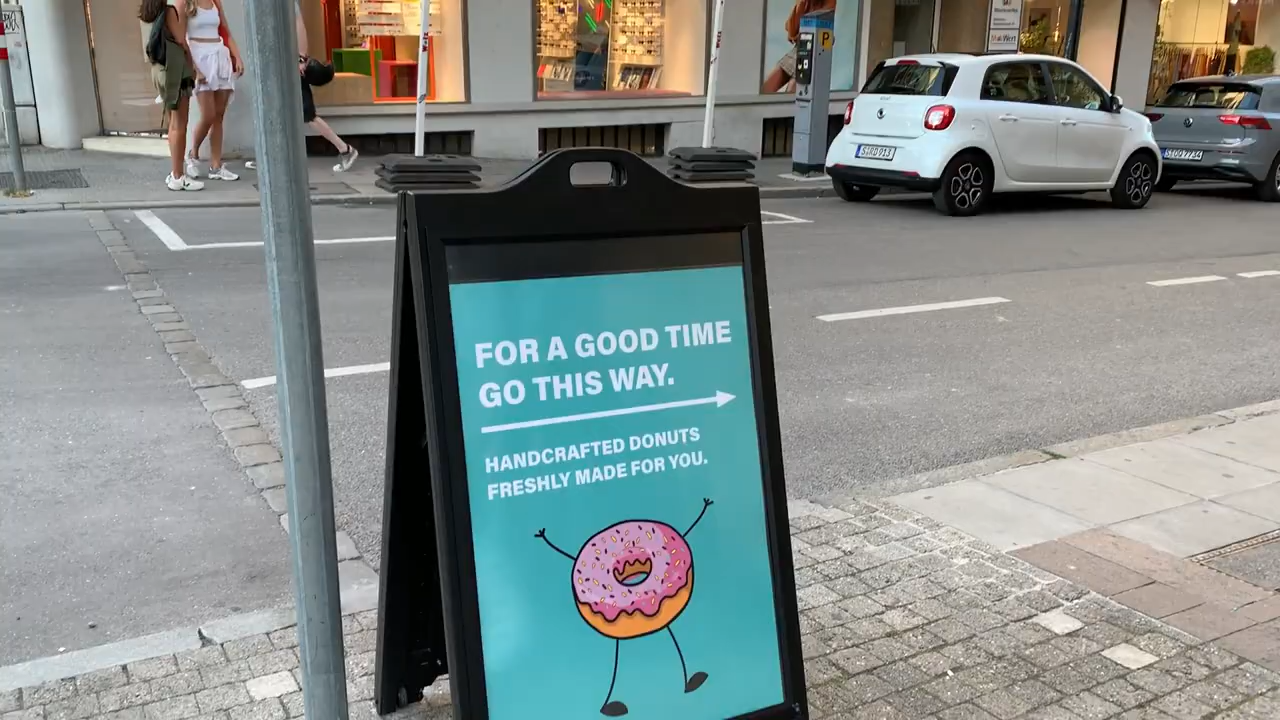 FOR A GOOD TIME
GO THIS WAY.
HANDCRAFTED DONUTS
FRESHLY MADE FOR YOU.
P